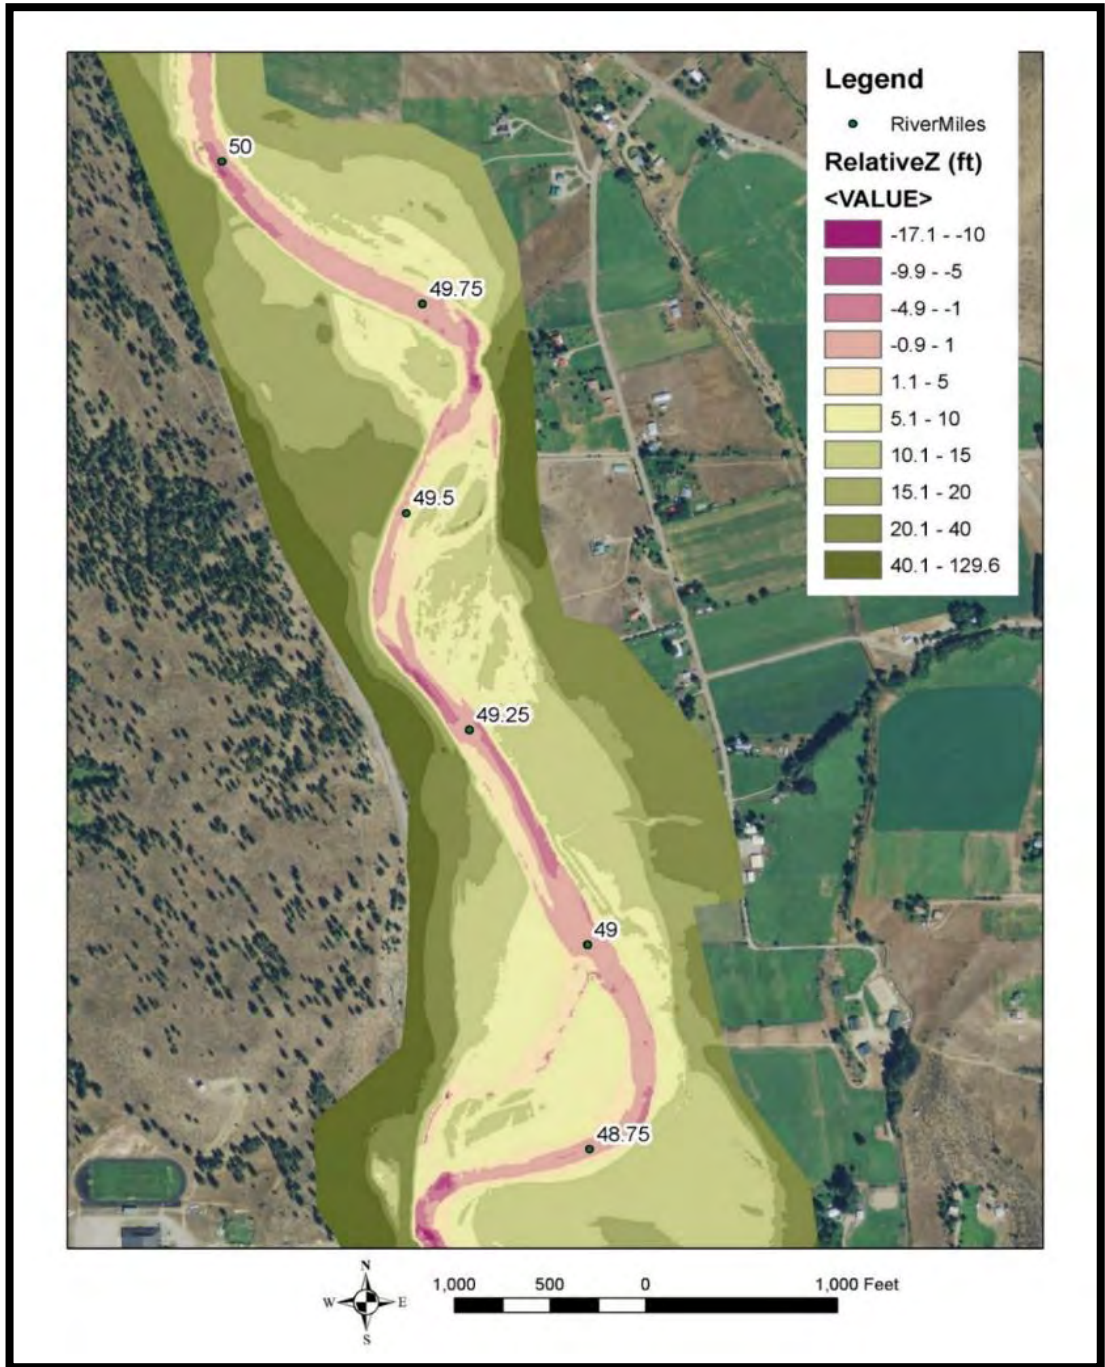 Legend
RiverMiles
RelativeZ (ft)
<VALUE>
-17.1 - -10
-9.9 - -5
-4.9 - -1
-0.9 - 1
1.1 - 5
5.1 - 10
10.1 - 15
15.1 - 20
20.1 - 40
40.1 - 129.6
50
49.75
49.5
49.25
49
48.75
N
W E
S
1,000 500 0 1,000 Feet